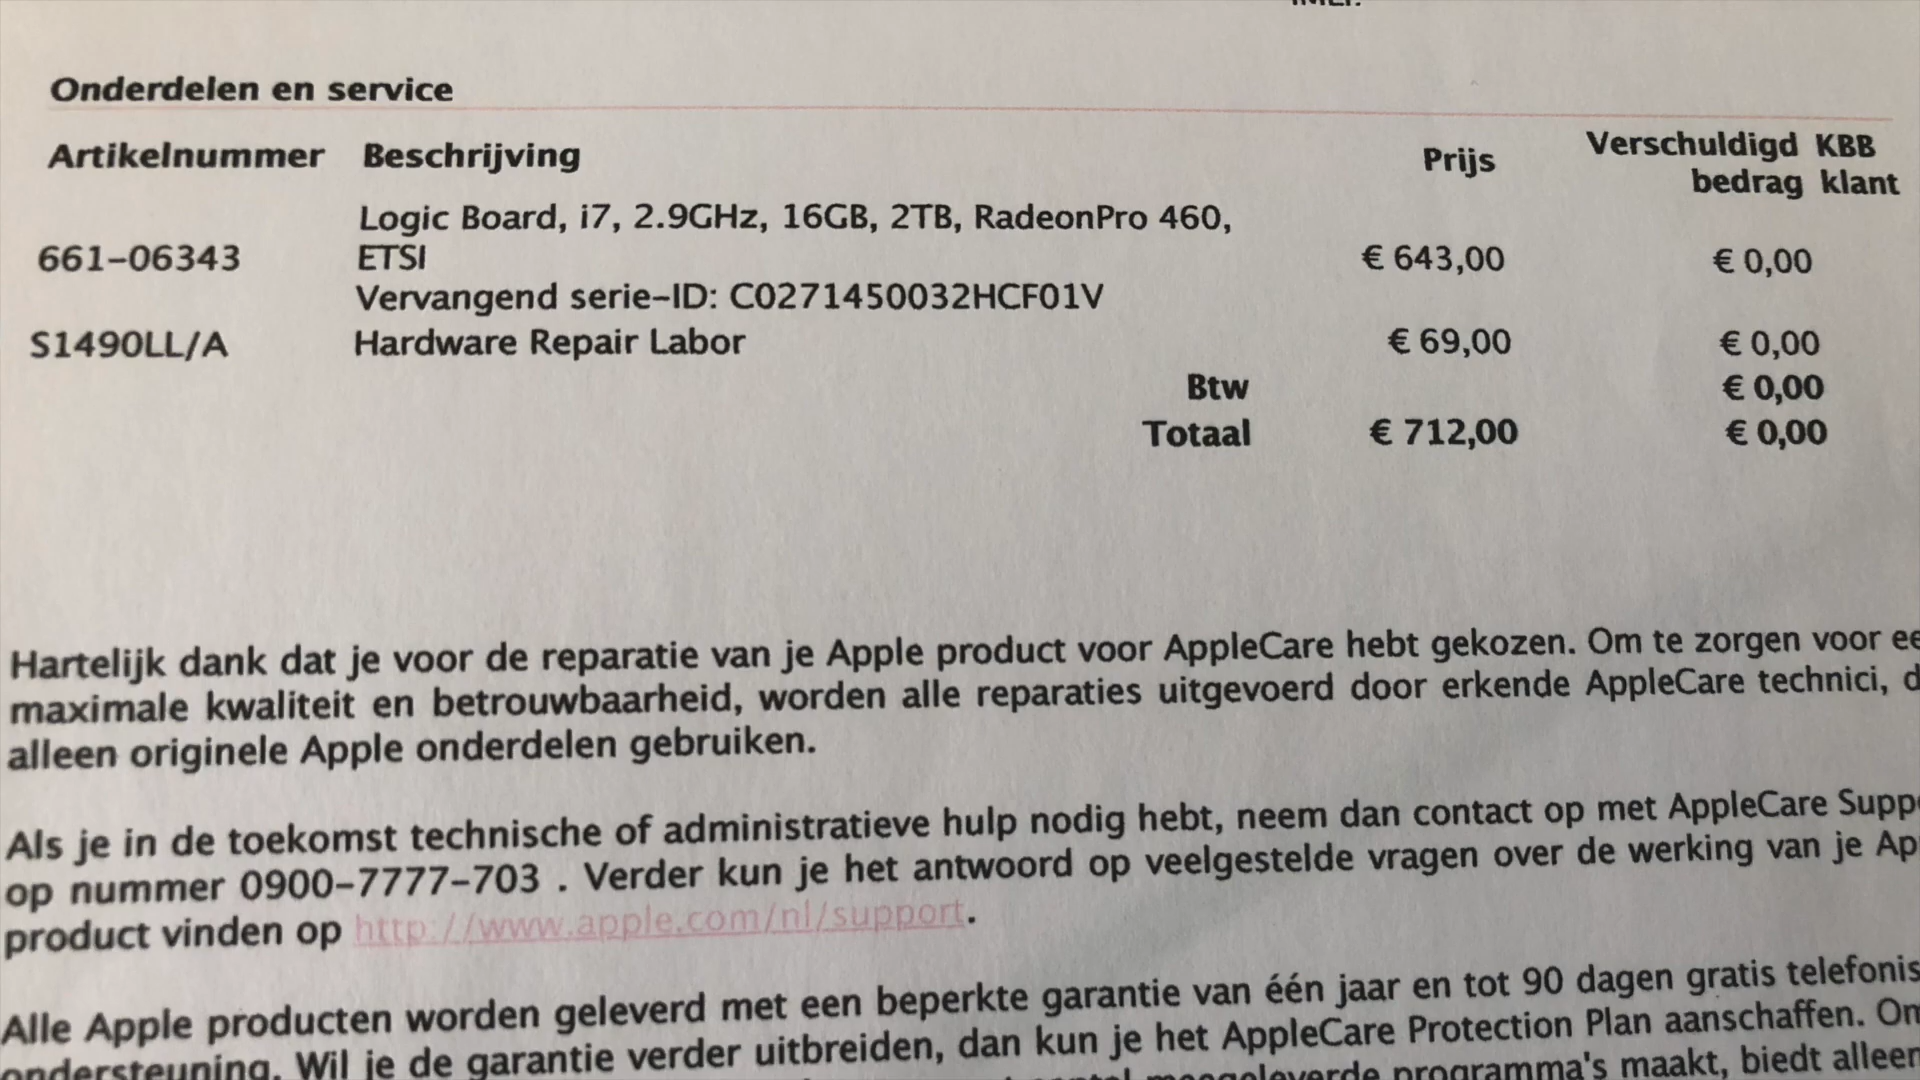 Onderdelen en service
Artikelnummer Beschrijving Prijs Verschuldigd KBB
bedrag klant
Logic Board, i7, 2.9GHz, 16GB, 2TB, RadeonPro 460,
661-06343 ETSI € 643,00 € 0,00
Vervangend serie-ID: C0271450032HCF01V
S1490LL/A Hardware Repair Labor € 69,00 € 0,00
Btw € 0,00
Totaal € 712,00 € 0,00
Hartelijk dank dat je voor de reparatie van je Apple product voor AppleCare hebt gekozen. Om te zorgen voor
maximale kwaliteit en betrouwbaarheid, worden alle reparaties uitgevoerd door erkende AppleCare technici,
alleen originele Apple onderdelen gebruiken.
Als je in de toekomst technische of administratieve hulp nodig hebt, neem dan contact op met AppleCare
op nummer 0900-7777-703 . Verder kun je het antwoord op veelgestelde vragen over de werking van je
product vinden op http://www.apple.com/nl/support.
Alle Apple producten worden geleverd met een beperkte garantie van één jaar en tot 90 dagen gratis
ondersteuning. Wil je de garantie verder uitbreiden, dan kun je het AppleCare Protection Plan aanschaffen.
meegeleverde programma's maakt, biedt alleen